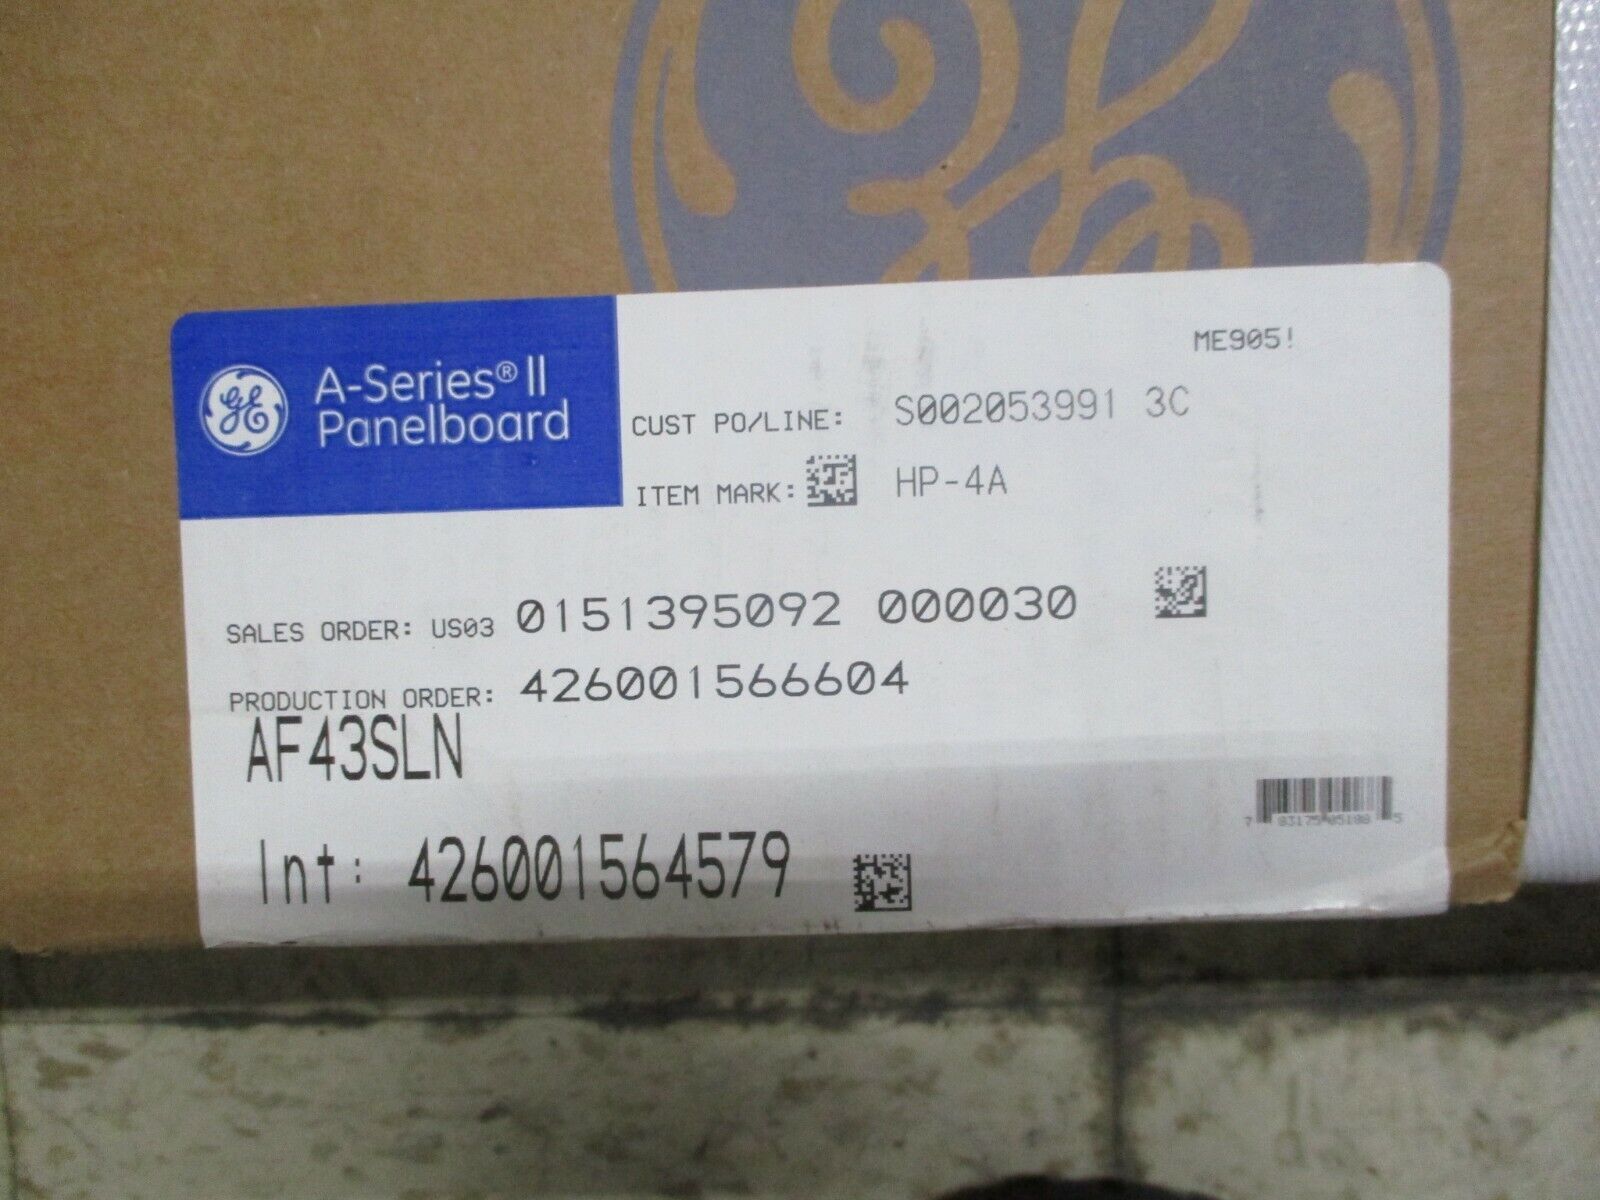 ME905!
GE A-Series® II
Panelboard
CUST PO/LINE: S002053991 3C
ITEM MARK: HP-4A
SALES ORDER: US03 0151395092 000030
PRODUCTION ORDER: 426001566604
AF43SLN
Int: 426001564579